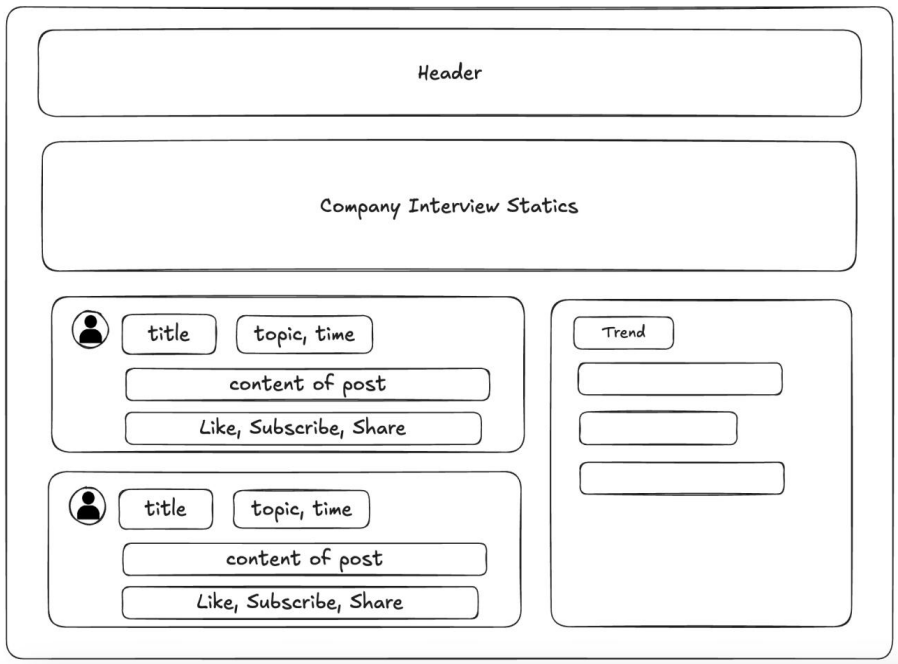 Header
Company Interview Statics
title
topic, time
content of post
Like, Subscribe, Share
title
topic, time
content of post
Like, Subscribe, Share
Trend